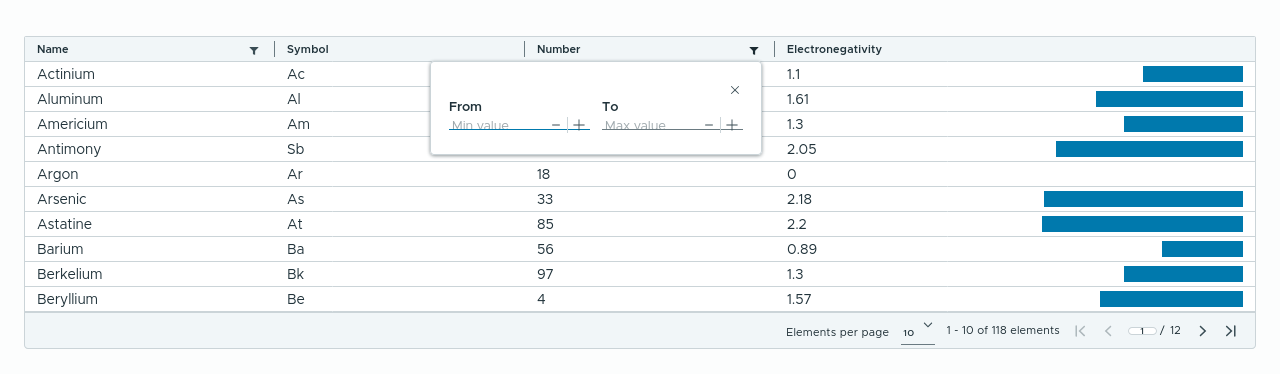 Name Symbol Number Electronegativity
Actinium Ac 1.1
Aluminum Al 1.61
From To
Min value Max value
Americium Am 1.3
Antimony Sb 2.05
Argon Ar 18 0
Arsenic As 33 2.18
Astatine At 85 2.2
Barium Ba 56 0.89
Berkelium Bk 97 1.3
Beryllium Be 4 1.57
Elements per page 10 1 - 10 of 118 elements 1 / 12